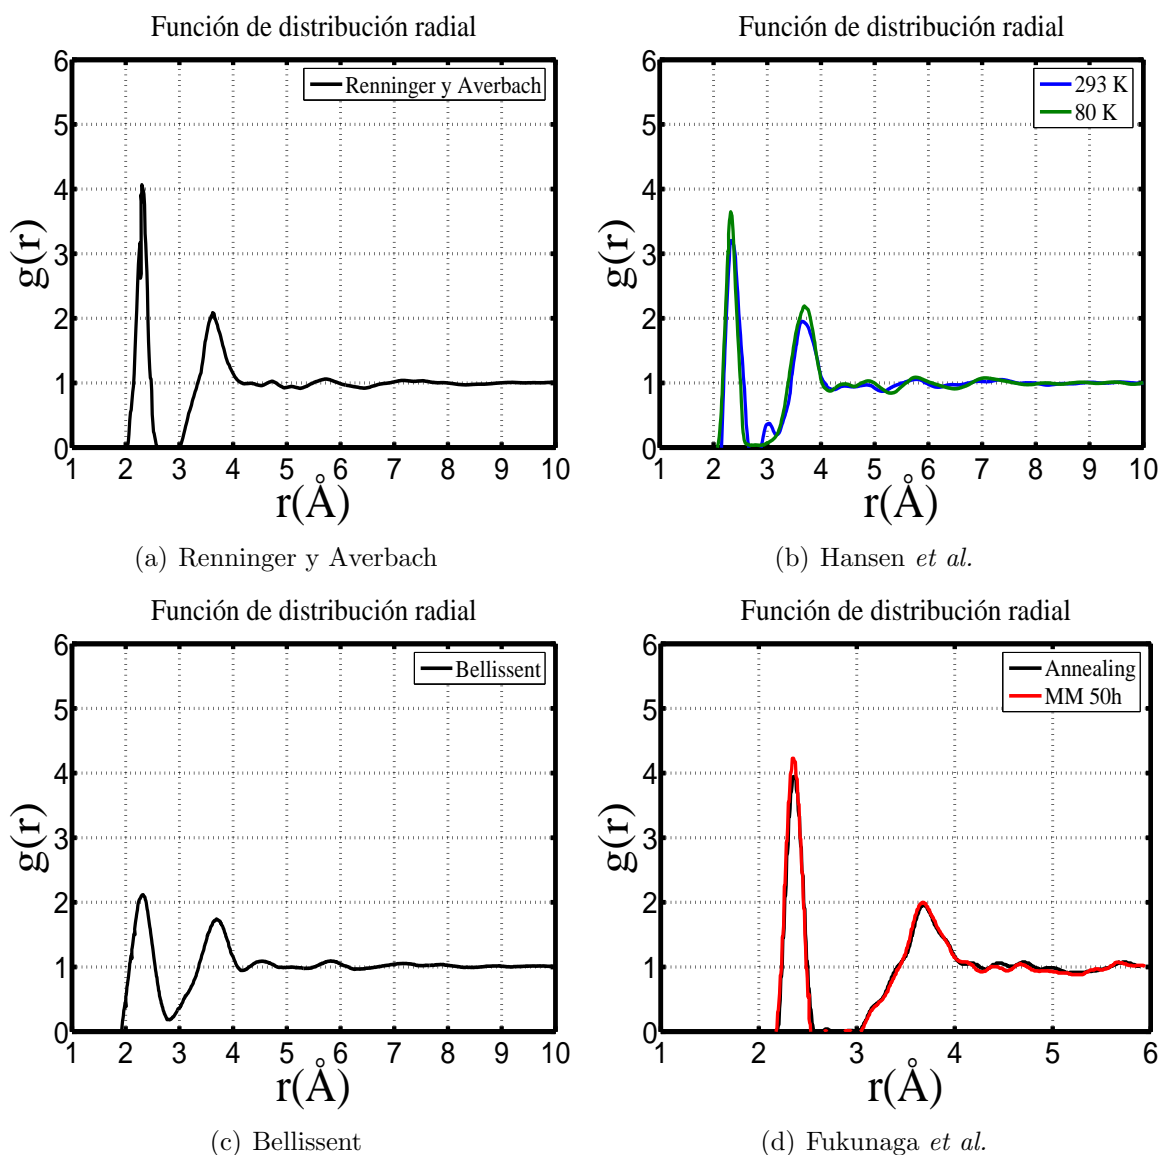 Función de distribución radial
Renninger y Averbach
6
5
4
3
2
1
0
1 2 3 4 5 6 7 8 9 10
g(r)
r(Å)
(a) Renninger y Averbach
Función de distribución radial
293 K
80 K
6
5
4
3
2
1
0
1 2 3 4 5 6 7 8 9 10
g(r)
r(Å)
(b) Hansen et al.
Función de distribución radial
Bellissent
6
5
4
3
2
1
0
1 2 3 4 5 6 7 8 9 10
g(r)
r(Å)
(c) Bellissent
Función de distribución radial
Annealing
MM 50h
6
5
4
3
2
1
0
1 2 3 4 5 6
g(r)
r(Å)
(d) Fukunaga et al.